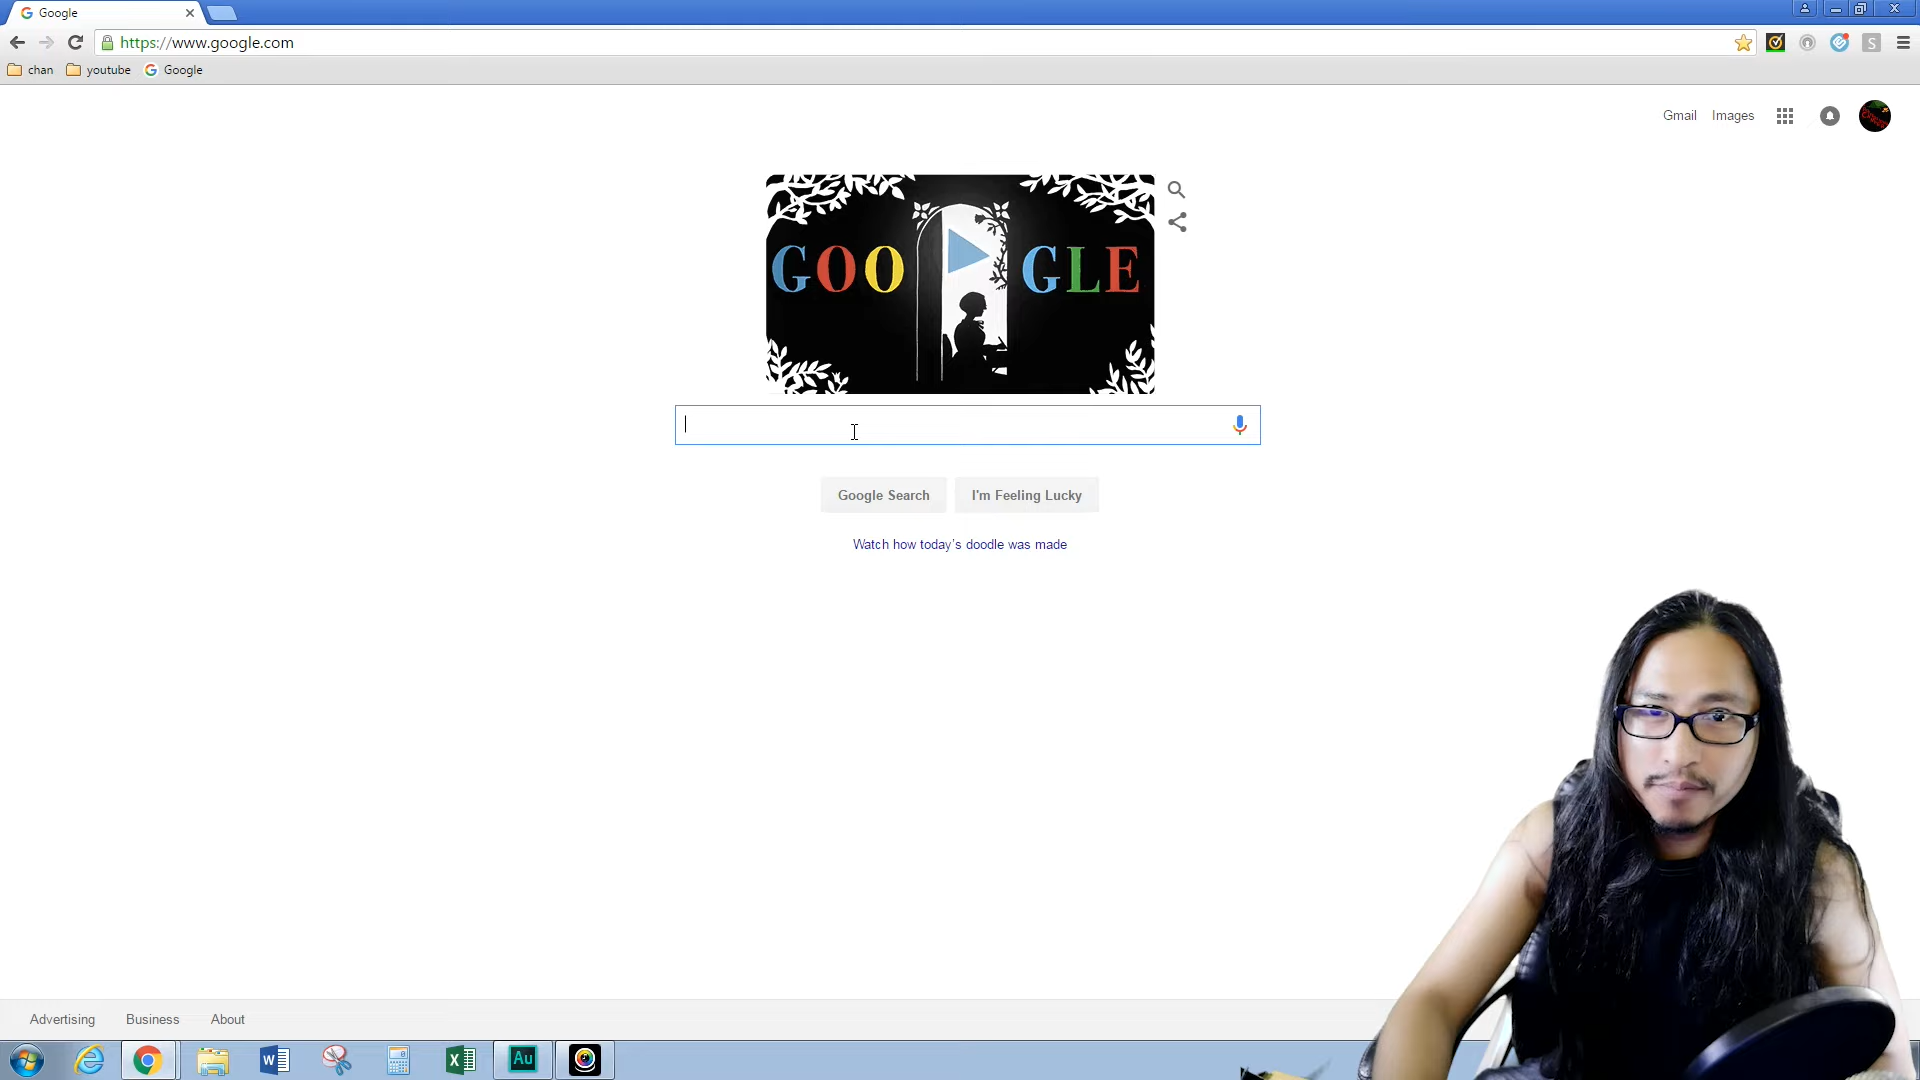 Google
https://www.google.com
chan youtube Google
Gmail Images
GOO GLE
Google Search I'm Feeling Lucky
Watch how today's doodle was made
Advertising Business About
Au